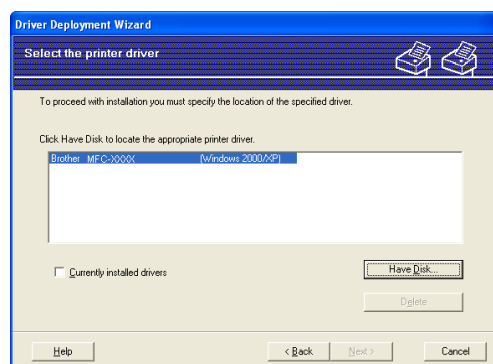 Driver Deployment Wizard
Select the printer driver
To proceed with installation you must specify the location of the specified driver.
Click Have Disk to locate the appropriate printer driver.
Brother MFC-XXXX (Windows 2000/XP)
Currently installed drivers
Have Disk...
Delete
Help
< Back
Next >
Cancel